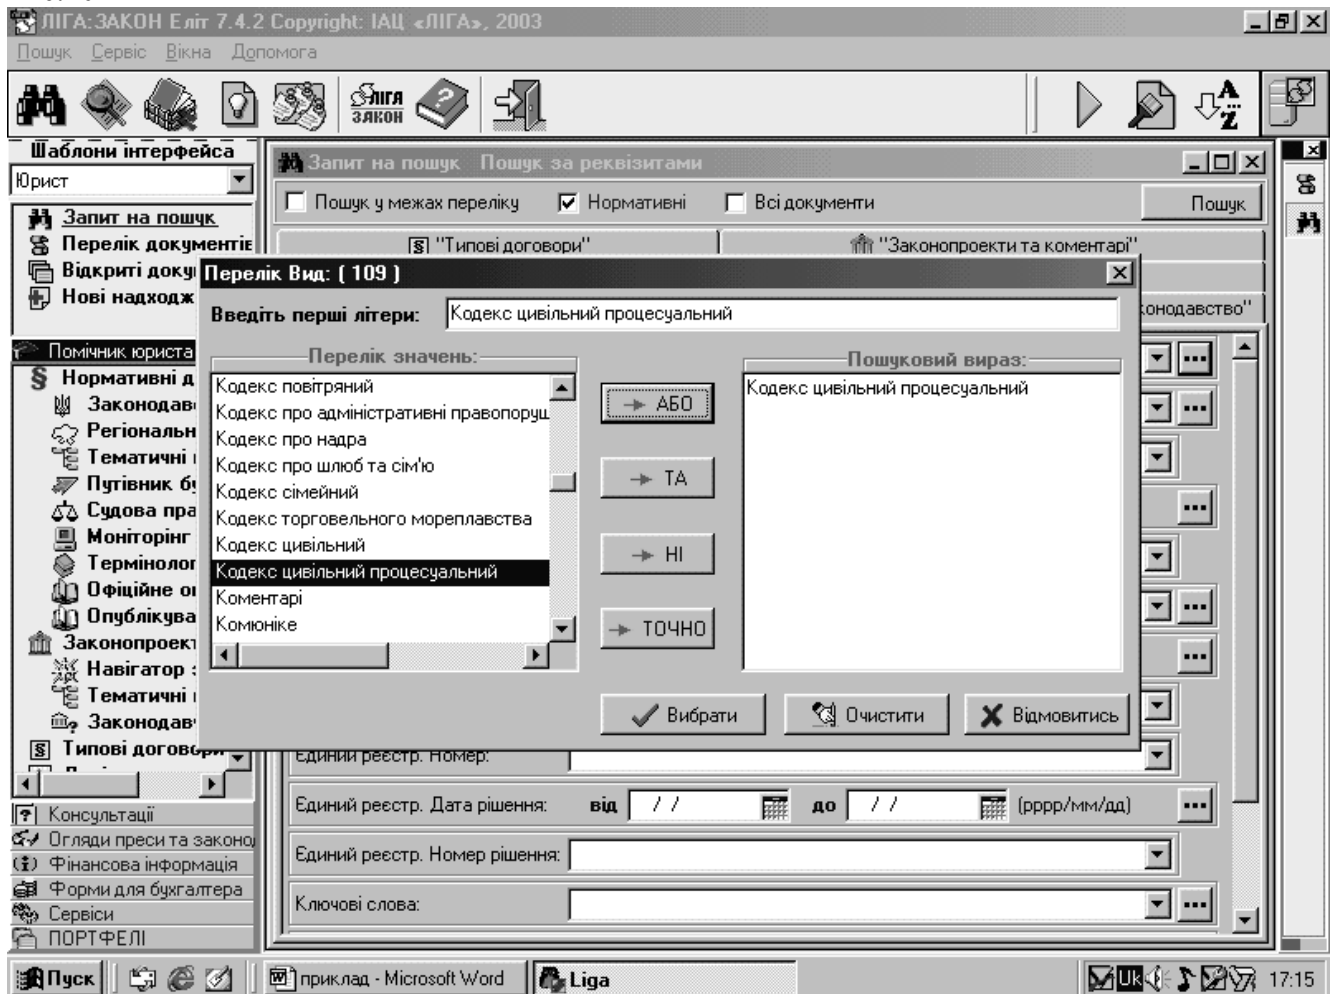 ЛІГА:ЗАКОН Еліт 7.4.2 Copyright: ІАЦ «ЛІГА», 2003
Пошук Сервіс Вікна Допомога
ЛІГА
ЗАКОН
A
Z
Шаблони інтерфейса
Юрист
Запит на пошук
Перелік документів
Відкриті доку
Нові надходж
Помічник юриста
Нормативні д
Законодав
Регіональн
Тематичні
Путівник б
Судова пра
Моніторінг
Термінолог
Офіційне о
Опублікува
Законопроект
Навігатор
Тематичні
Законодав
Типові договори
Консультації
Огляди преси та законо
Фінансова інформація
Форми для бухгалтера
Сервіси
ПОРТФЕЛІ
Запит на пошук Пошук за реквізитами
Пошук у межах переліку Нормативні Всі документи Пошук
"Типові договори" "Законопроекти та коментарі"
онодавство"
Перелік Вид: ( 109 )
Введіть перші літери: Кодекс цивільний процесуальний
Перелік значень:
Кодекс повітряний
Кодекс про адміністративні правопоруш
Кодекс про надра
Кодекс про шлюб та сім'ю
Кодекс сімейний
Кодекс торговельного мореплавства
Кодекс цивільний
Кодекс цивільний процесуальний
Коментарі
Комюніке
АБО
ТА
НІ
ТОЧНО
Пошуковий вираз:
Кодекс цивільний процесуальний
Вибрати Очистити Відмовитись
Єдиний реєстр. Номер:
Єдиний реєстр. Дата рішення: від / / до / / (рррр/мм/дд)
Єдиний реєстр. Номер рішення:
Ключові слова:
Пуск приклад - Microsoft Word Liga Uk 17:15